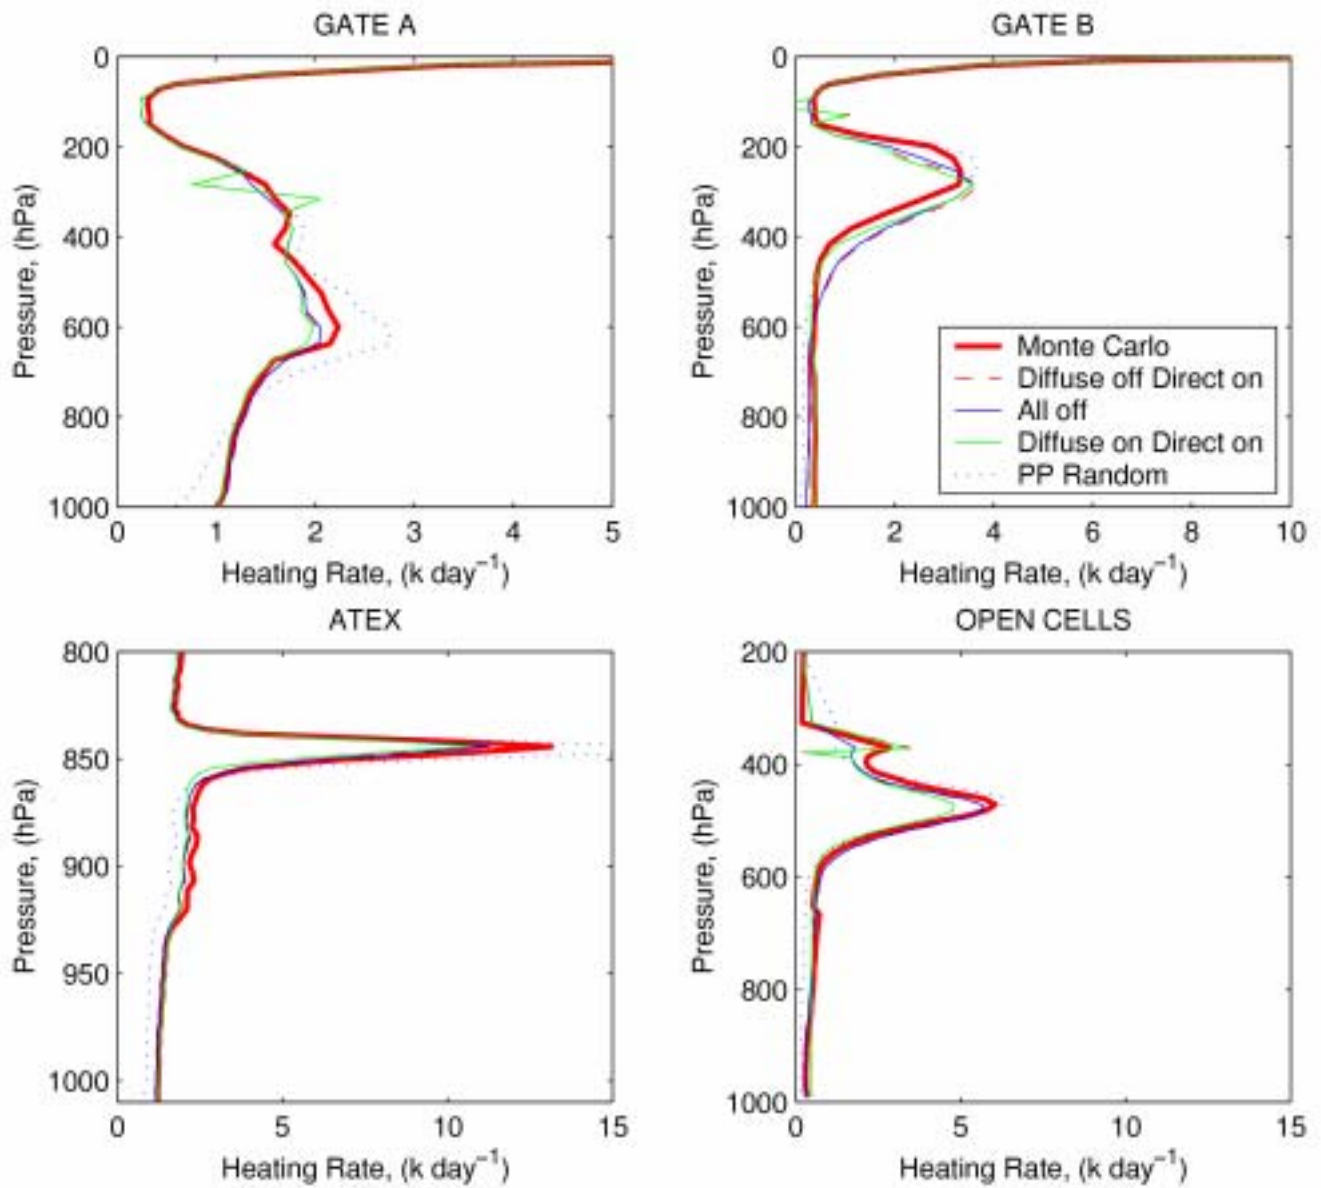 GATE A
0
200
400
600
800
1000
Pressure, (hPa)
0 1 2 3 4 5
Heating Rate, (k day⁻¹)
GATE B
0
200
400
600
800
1000
Pressure, (hPa)
Monte Carlo
Diffuse off Direct on
All off
Diffuse on Direct on
PP Random
0 2 4 6 8 10
Heating Rate, (k day⁻¹)
ATEX
800
850
900
950
1000
Pressure, (hPa)
0 5 10 15
Heating Rate, (k day⁻¹)
OPEN CELLS
200
400
600
800
1000
Pressure, (hPa)
0 5 10 15
Heating Rate, (k day⁻¹)